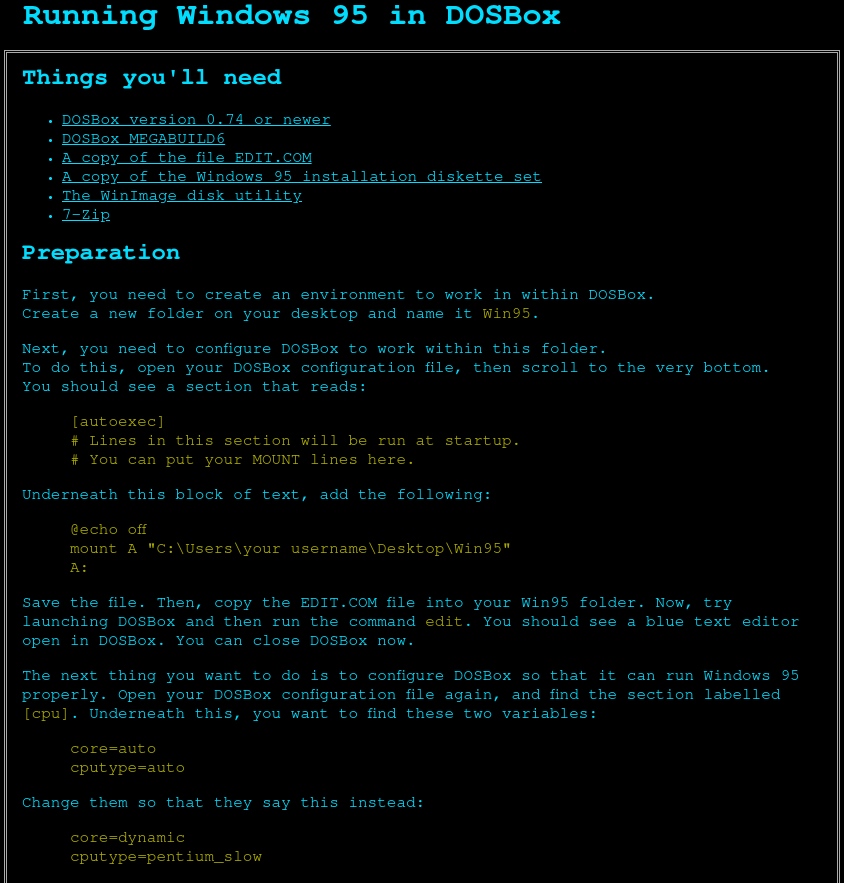 Running Windows 95 in DOSBox
Things you'll need
• DOSBox version 0.74 or newer
• DOSBox MEGABUILD6
• A copy of the file EDIT.COM
• A copy of the Windows 95 installation diskette set
• The WinImage disk utility
• 7-Zip
Preparation
First, you need to create an environment to work in within DOSBox.
Create a new folder on your desktop and name it Win95.
Next, you need to configure DOSBox to work within this folder.
To do this, open your DOSBox configuration file, then scroll to the very bottom.
You should see a section that reads:
[autoexec]
# Lines in this section will be run at startup.
# You can put your MOUNT lines here.
Underneath this block of text, add the following:
@echo off
mount A "C:\Users\your username\Desktop\Win95"
A:
Save the file. Then, copy the EDIT.COM file into your Win95 folder. Now, try
launching DOSBox and then run the command edit. You should see a blue text editor
open in DOSBox. You can close DOSBox now.
The next thing you want to do is to configure DOSBox so that it can run Windows 95
properly. Open your DOSBox configuration file again, and find the section labelled
[cpu]. Underneath this, you want to find these two variables:
core=auto
cputype=auto
Change them so that they say this instead:
core=dynamic
cputype=pentium_slow